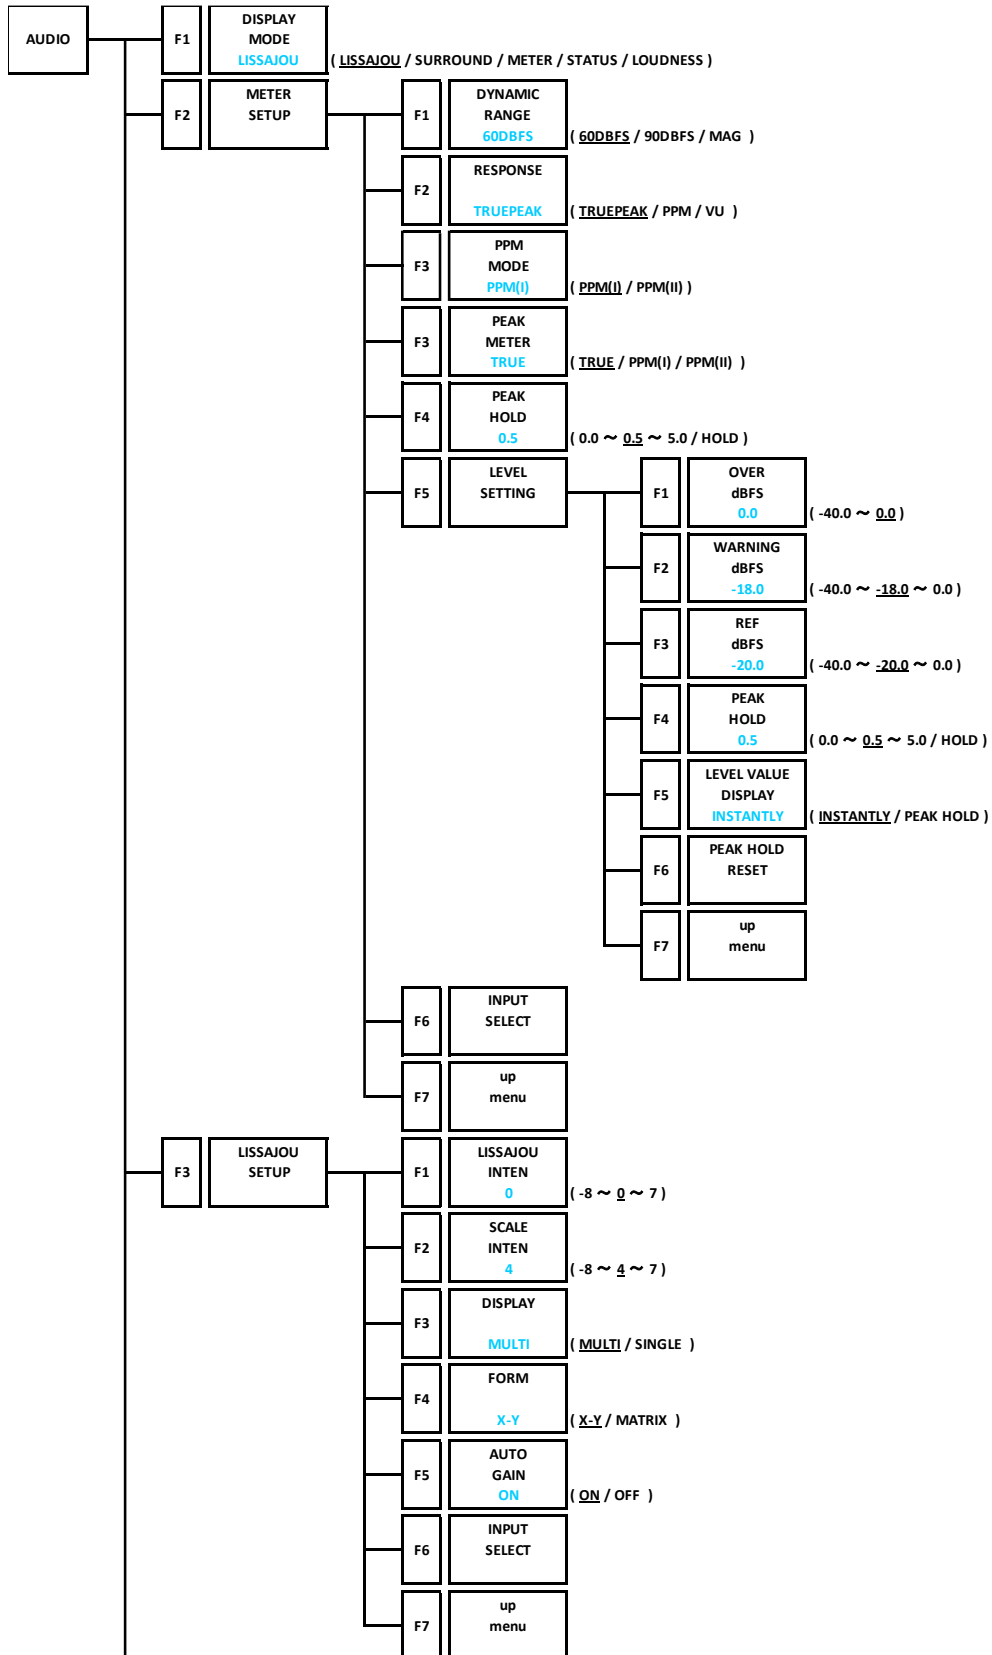 AUDIO
F1
DISPLAY
MODE
LISSAJOU
( LISSAJOU / SURROUND / METER / STATUS / LOUDNESS )
F2
METER
SETUP
F1
DYNAMIC
RANGE
60DBFS
( 60DBFS / 90DBFS / MAG )
F2
RESPONSE
TRUEPEAK
( TRUEPEAK / PPM / VU )
F3
PPM
MODE
PPM(I)
( PPM(I) / PPM(II) )
F3
PEAK
METER
TRUE
( TRUE / PPM(I) / PPM(II) )
F4
PEAK
HOLD
0.5
( 0.0 ～ 0.5 ～ 5.0 / HOLD )
F5
LEVEL
SETTING
F1
OVER
dBFS
0.0
( -40.0 ～ 0.0 )
F2
WARNING
dBFS
-18.0
( -40.0 ～ -18.0 ～ 0.0 )
F3
REF
dBFS
-20.0
( -40.0 ～ -20.0 ～ 0.0 )
F4
PEAK
HOLD
0.5
( 0.0 ～ 0.5 ～ 5.0 / HOLD )
F5
LEVEL VALUE
DISPLAY
INSTANTLY
( INSTANTLY / PEAK HOLD )
F6
PEAK HOLD
RESET
F7
up
menu
F6
INPUT
SELECT
F7
up
menu
F3
LISSAJOU
SETUP
F1
LISSAJOU
INTEN
0
( -8 ～ 0 ～ 7 )
F2
SCALE
INTEN
4
( -8 ～ 4 ～ 7 )
F3
DISPLAY
MULTI
( MULTI / SINGLE )
F4
FORM
X-Y
( X-Y / MATRIX )
F5
AUTO
GAIN
ON
( ON / OFF )
F6
INPUT
SELECT
F7
up
menu